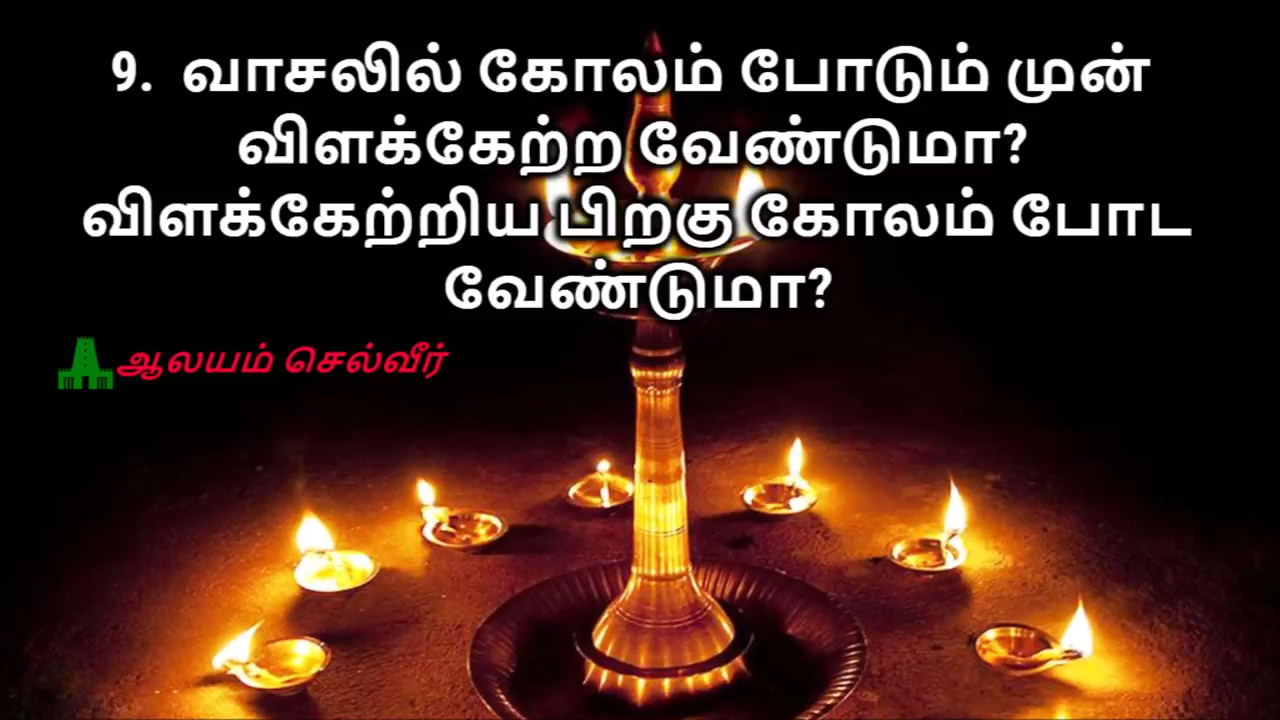 9. வாசலில் கோலம் போடும் முன்
விளக்கேற்ற வேண்டுமா?
விளக்கேற்றிய பிறகு கோலம் போட
வேண்டுமா?
ஆலயம் செல்வீர்